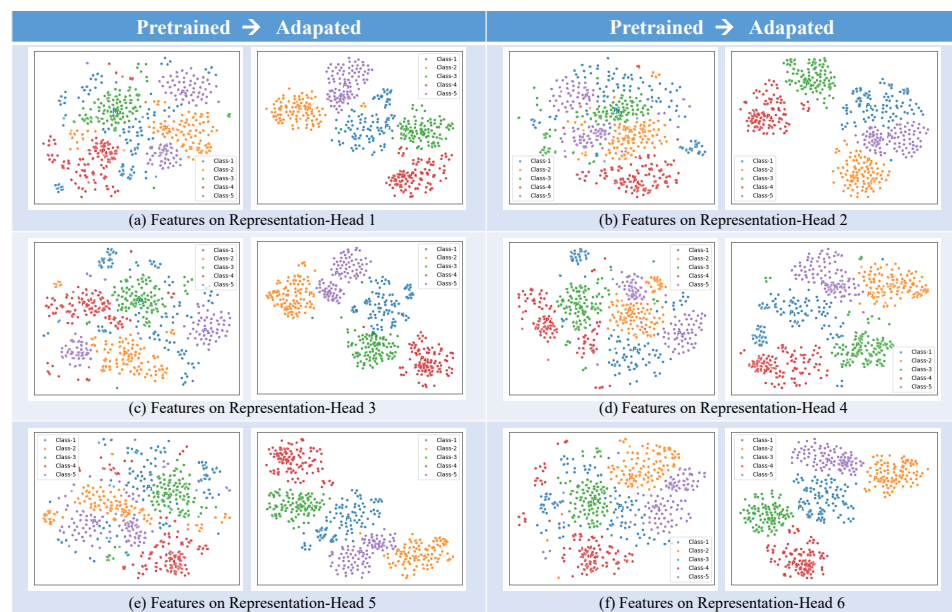 Pretrained → Adapated
Pretrained → Adapated
Class-1
Class-2
Class-3
Class-4
Class-5
Class-1
Class-2
Class-3
Class-4
Class-5
Class-1
Class-2
Class-3
Class-4
Class-5
Class-1
Class-2
Class-3
Class-4
Class-5
(a) Features on Representation-Head 1
(b) Features on Representation-Head 2
Class-1
Class-2
Class-3
Class-4
Class-5
Class-1
Class-2
Class-3
Class-4
Class-5
Class-1
Class-2
Class-3
Class-4
Class-5
Class-1
Class-2
Class-3
Class-4
Class-5
(c) Features on Representation-Head 3
(d) Features on Representation-Head 4
Class-1
Class-2
Class-3
Class-4
Class-5
Class-1
Class-2
Class-3
Class-4
Class-5
Class-1
Class-2
Class-3
Class-4
Class-5
Class-1
Class-2
Class-3
Class-4
Class-5
(e) Features on Representation-Head 5
(f) Features on Representation-Head 6